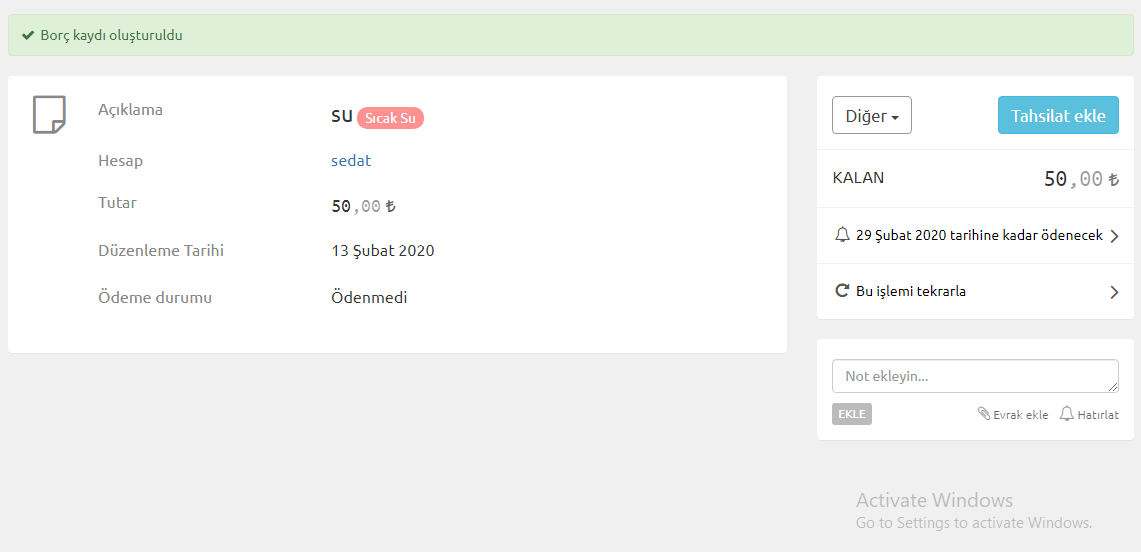 Borç kaydı oluşturuldu
Açıklama
su Sıcak Su
Hesap
sedat
Tutar
50,00 ₺
Düzenleme Tarihi
13 Şubat 2020
Ödeme durumu
Ödenmedi
Diğer
Tahsilat ekle
KALAN
50,00 ₺
29 Şubat 2020 tarihine kadar ödenecek
Bu işlemi tekrarla
Not ekleyin...
EKLE
Evrak ekle
Hatırlat
Activate Windows
Go to Settings to activate Windows.